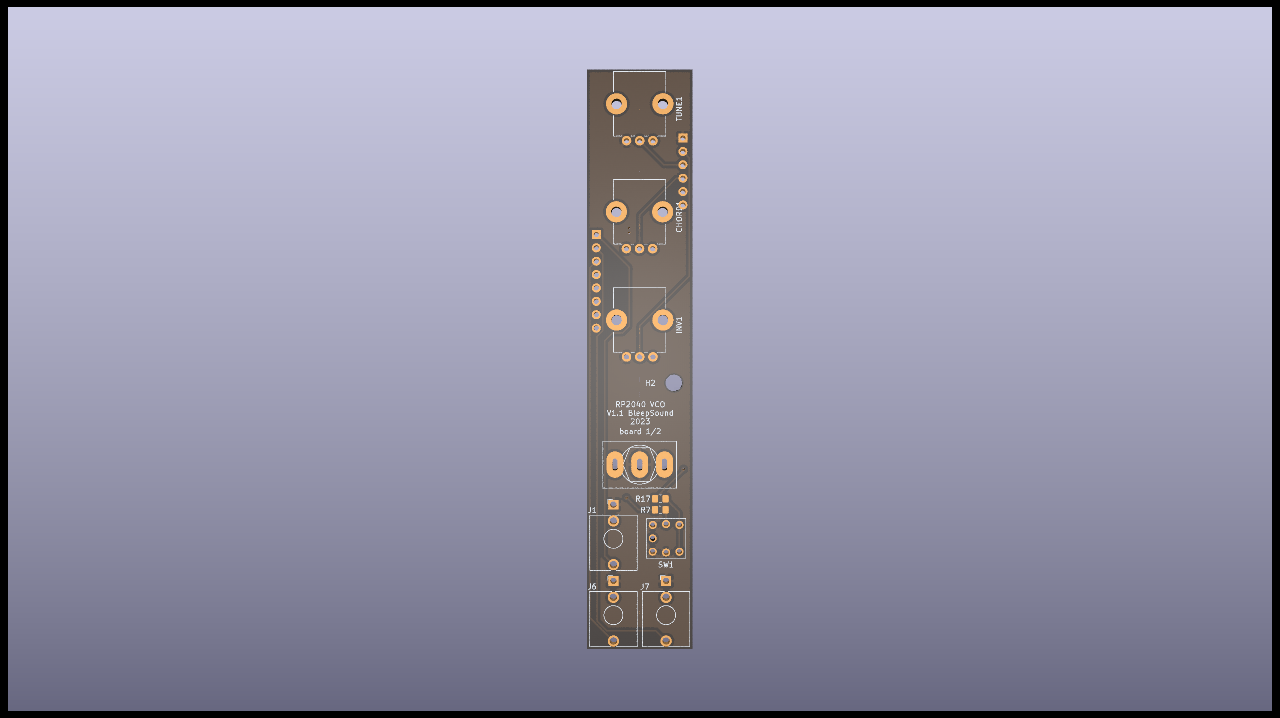 TUNE1
CHORD1
INV1
H2
RP2040 VCO
V1.1 BleepSound
2023
board 1/2
R17
R7
J1
SW1
J6
J7